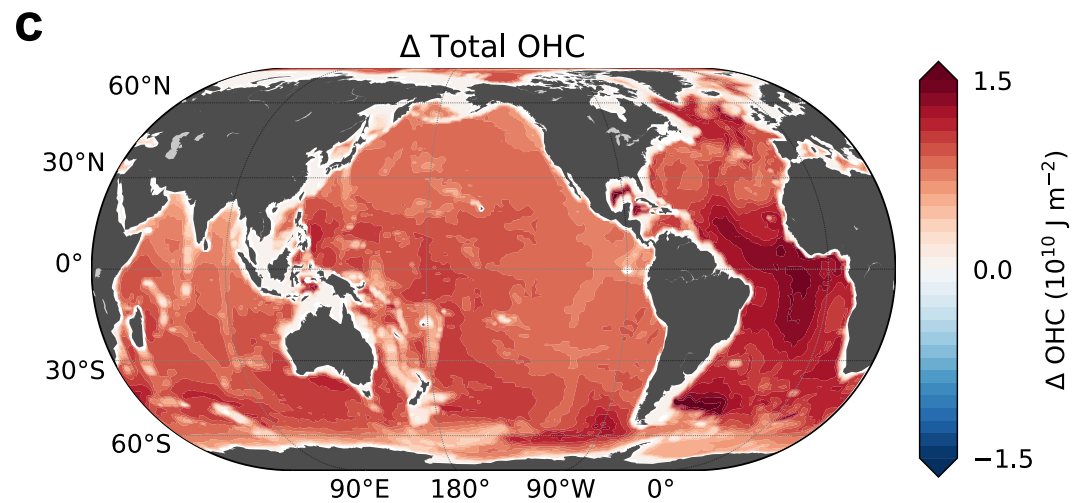 c
Δ Total OHC
60°N
30°N
0°
30°S
60°S
90°E 180° 90°W 0°
1.5
0.0
−1.5
Δ OHC (10¹⁰ J m⁻²)